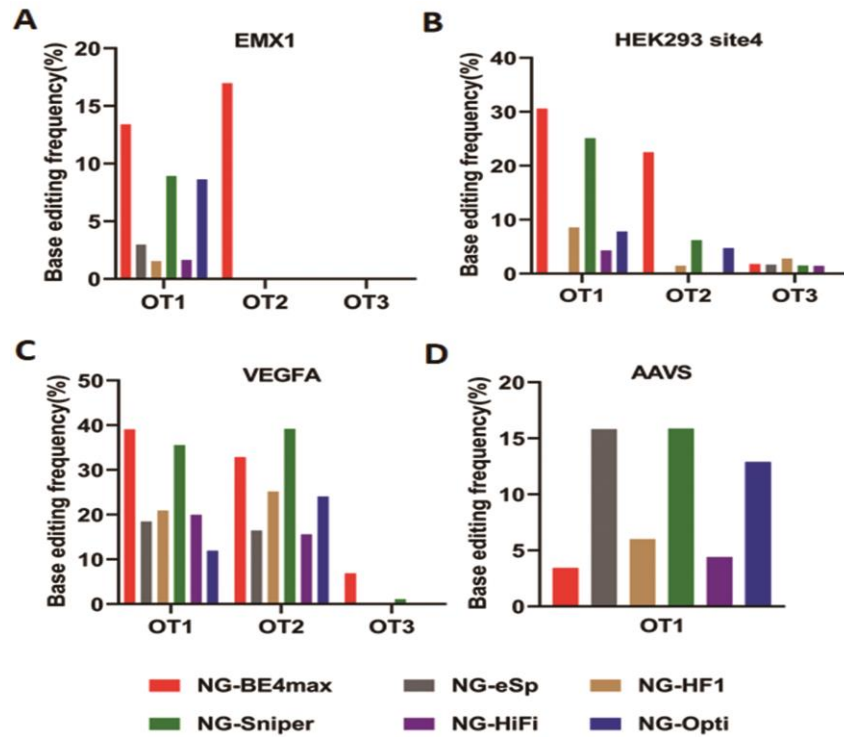 A
EMX1
Base editing frequency(%)
20
15
10
5
0
OT1 OT2 OT3
B
HEK293 site4
Base editing frequency(%)
40
30
20
10
0
OT1 OT2 OT3
C
VEGFA
Base editing frequency(%)
50
40
30
20
10
0
OT1 OT2 OT3
D
AAVS
Base editing frequency(%)
20
15
10
5
0
OT1
NG-BE4max NG-eSp NG-HF1
NG-Sniper NG-HiFi NG-Opti